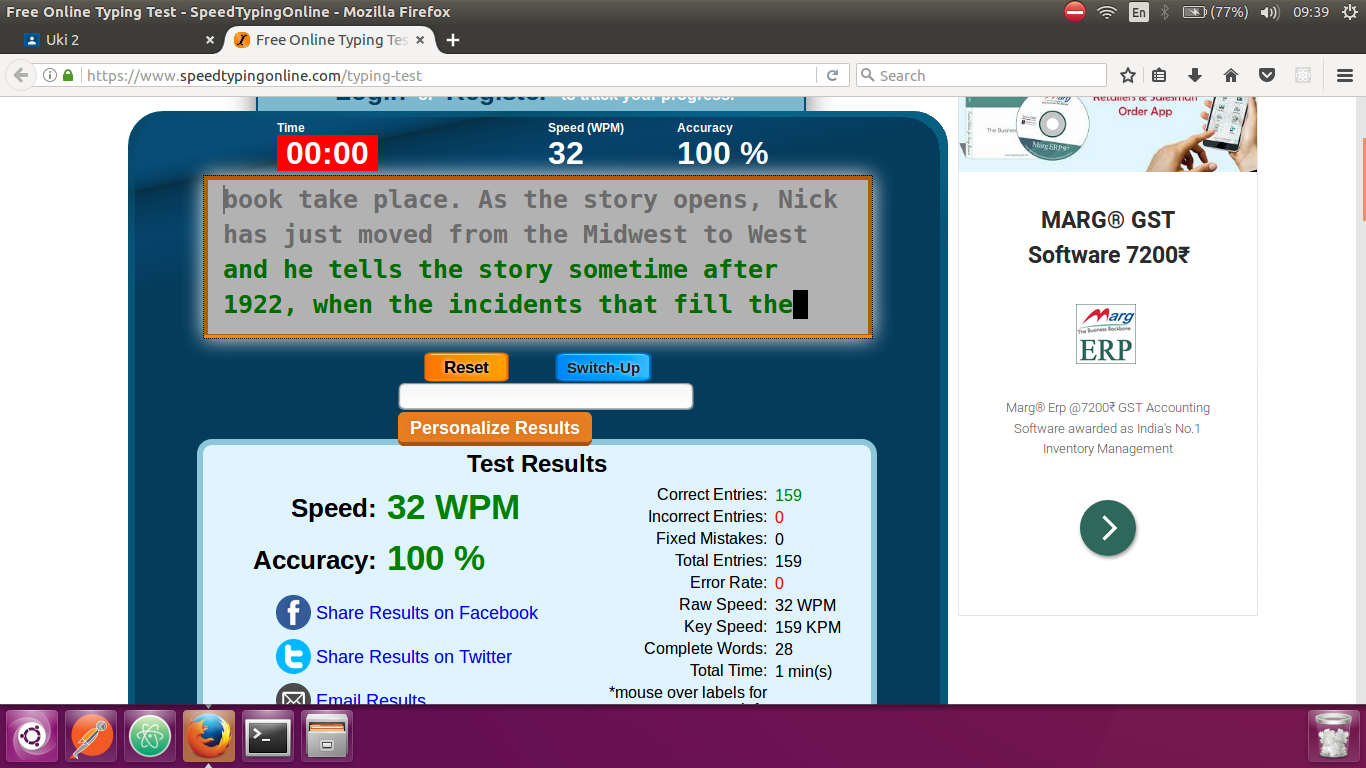 Free Online Typing Test - SpeedTypingOnline - Mozilla Firefox
En
(77%)
09:39
Uki 2
Free Online Typing Tes
https://www.speedtypingonline.com/typing-test
Search
Login or Register to track your progress.
Time
Speed (WPM)
Accuracy
00:00
32
100 %
book take place. As the story opens, Nick
has just moved from the Midwest to West
and he tells the story sometime after
1922, when the incidents that fill the
Reset
Switch-Up
Personalize Results
Test Results
Speed: 32 WPM
Accuracy: 100 %
Share Results on Facebook
Share Results on Twitter
Email Results
Correct Entries: 159
Incorrect Entries: 0
Fixed Mistakes: 0
Total Entries: 159
Error Rate: 0
Raw Speed: 32 WPM
Key Speed: 159 KPM
Complete Words: 28
Total Time: 1 min(s)
*mouse over labels for
Marg
Retailers & Salesman
Order App
The Business
Marg ERP9+
MARG® GST
Software 7200₹
Marg
The Business Backbone
ERP
Marg® Erp @7200₹ GST Accounting
Software awarded as India's No.1
Inventory Management